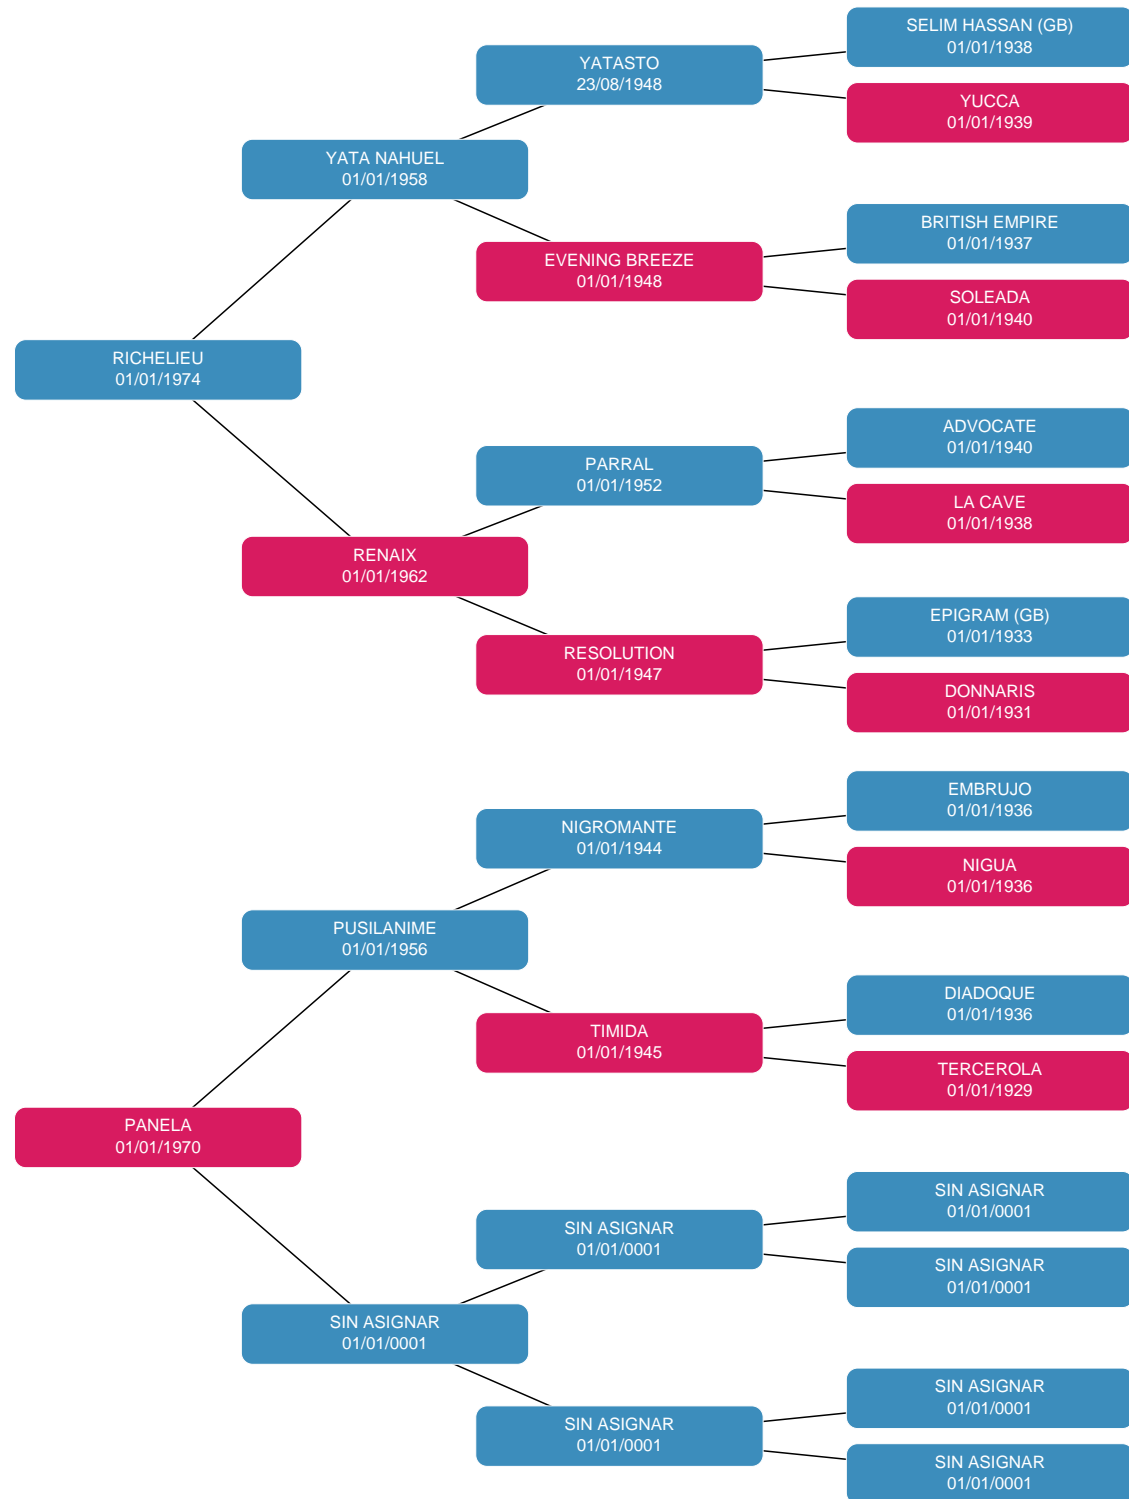 SELIM HASSAN (GB)
01/01/1938
YATASTO
23/08/1948
YUCCA
01/01/1939
YATA NAHUEL
01/01/1958
BRITISH EMPIRE
01/01/1937
EVENING BREEZE
01/01/1948
SOLEADA
01/01/1940
RICHELIEU
01/01/1974
ADVOCATE
01/01/1940
PARRAL
01/01/1952
LA CAVE
01/01/1938
RENAIX
01/01/1962
EPIGRAM (GB)
01/01/1933
RESOLUTION
01/01/1947
DONNARIS
01/01/1931
EMBRUJO
01/01/1936
NIGROMANTE
01/01/1944
NIGUA
01/01/1936
PUSILANIME
01/01/1956
DIADOQUE
01/01/1936
TIMIDA
01/01/1945
TERCEROLA
01/01/1929
PANELA
01/01/1970
SIN ASIGNAR
01/01/0001
SIN ASIGNAR
01/01/0001
SIN ASIGNAR
01/01/0001
SIN ASIGNAR
01/01/0001
SIN ASIGNAR
01/01/0001
SIN ASIGNAR
01/01/0001
SIN ASIGNAR
01/01/0001